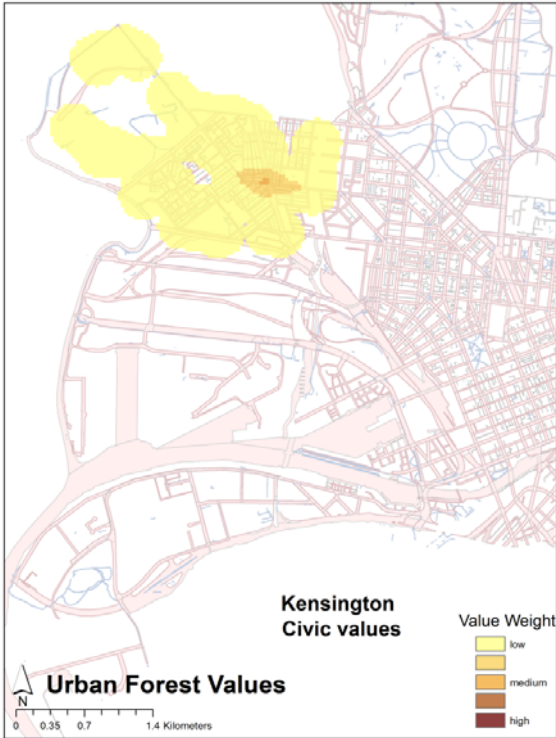 Kensington
Civic values
Value Weight
low
medium
high
Urban Forest Values
N
0 0.35 0.7 1.4 Kilometers